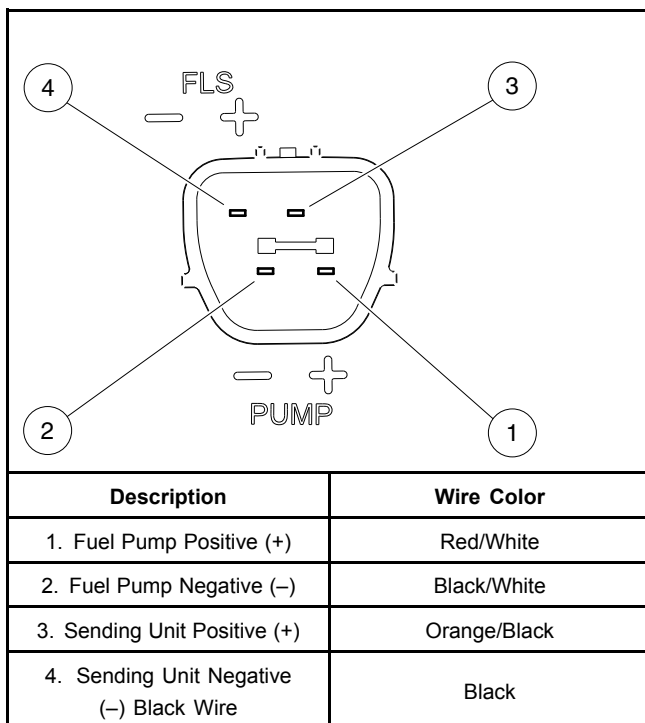 4
FLS
3
− +
− +
2
PUMP
1
Description Wire Color
1. Fuel Pump Positive (+) Red/White
2. Fuel Pump Negative (–) Black/White
3. Sending Unit Positive (+) Orange/Black
4. Sending Unit Negative
(–) Black Wire
Black